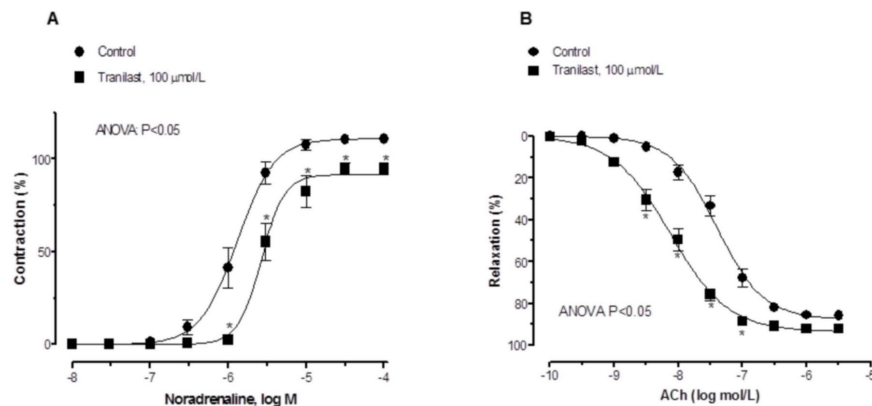 A
Control
Tranilast, 100 µmol/L
ANOVA: P<0.05
100
50
0
Contraction (%)
-8 -7 -6 -5 -4
Noradrenaline, log M
* * * * *
B
Control
Tranilast, 100 µmol/L
0
20
40
60
80
100
Relaxation (%)
* * * *
ANOVA P<0.05
-10 -9 -8 -7 -6 -5
ACh (log mol/L)